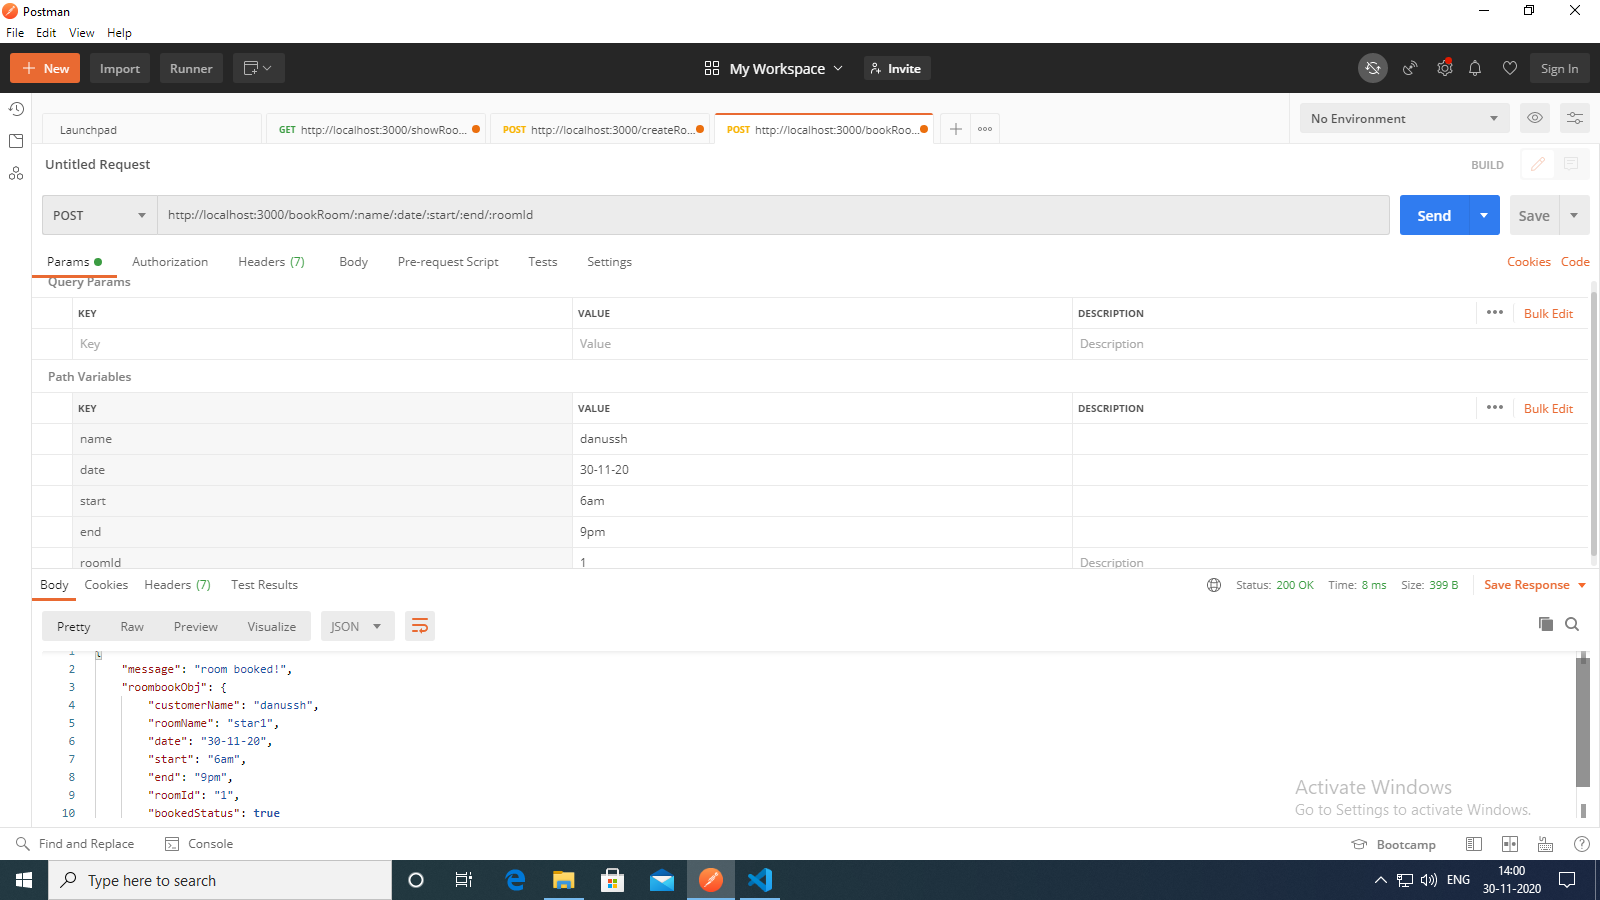 Postman
File Edit View Help
New Import Runner My Workspace Invite Sign In
Launchpad GET http://localhost:3000/showRoo... POST http://localhost:3000/createRo... POST http://localhost:3000/bookRoo... No Environment
Untitled Request BUILD
POST http://localhost:3000/bookRoom/:name/:date/:start/:end/:roomId Send Save
Params Authorization Headers (7) Body Pre-request Script Tests Settings Cookies Code
Query Params
KEY VALUE DESCRIPTION Bulk Edit
Key Value Description
Path Variables
KEY VALUE DESCRIPTION Bulk Edit
name danussh
date 30-11-20
start 6am
end 9pm
roomId 1 Description
Body Cookies Headers (7) Test Results Status: 200 OK Time: 8 ms Size: 399 B Save Response
Pretty Raw Preview Visualize JSON
1 {
2 "message": "room booked!",
3 "roombookObj": {
4 "customerName": "danussh",
5 "roomName": "star1",
6 "date": "30-11-20",
7 "start": "6am",
8 "end": "9pm",
9 "roomId": "1",
10 "bookedStatus": true
Activate Windows
Go to Settings to activate Windows.
Find and Replace Console Bootcamp
Type here to search ENG 14:00
30-11-2020